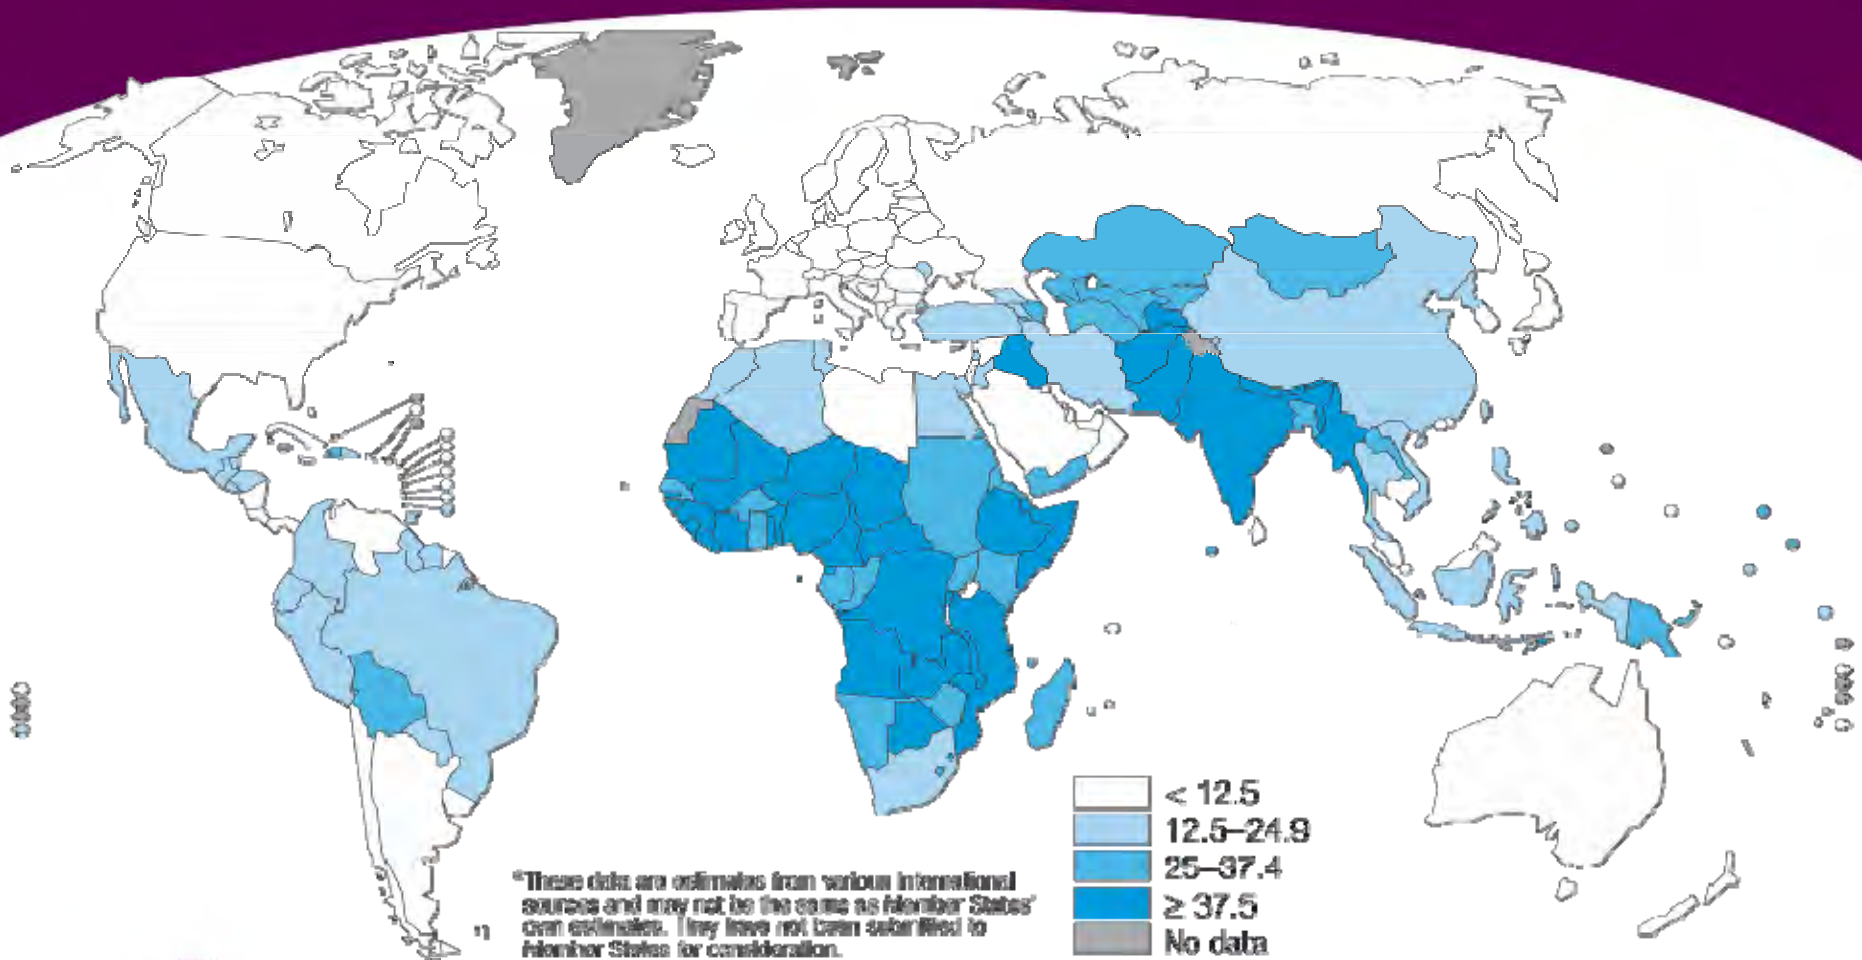 < 12.5
12.5–24.9
25–37.4
≥ 37.5
No data
*These data are estimates from various international
sources and may not be the same as Member States'
own estimates. They have not been submitted to
Member States for consideration.